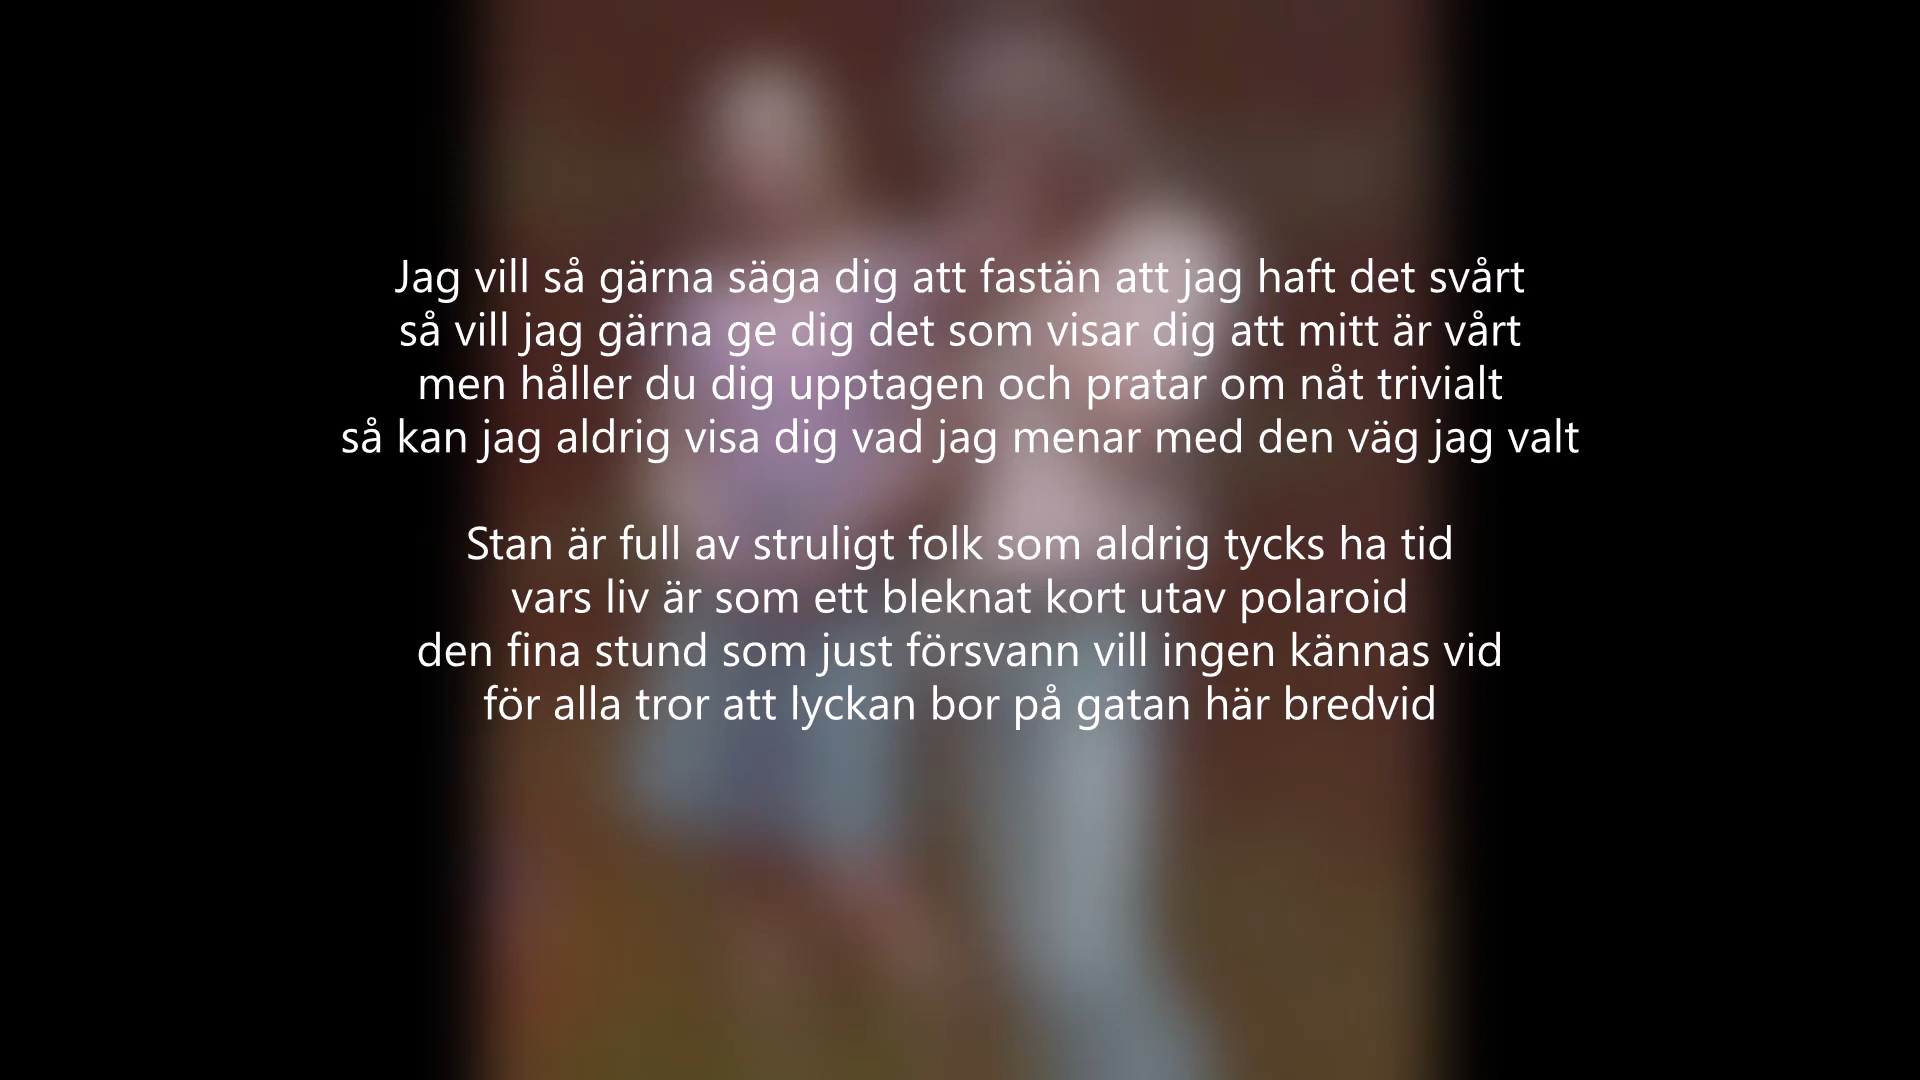 Jag vill så gärna säga dig att fastän att jag haft det svårt
så vill jag gärna ge dig det som visar dig att mitt är vårt
men håller du dig upptagen och pratar om nåt trivialt
så kan jag aldrig visa dig vad jag menar med den väg jag valt
Stan är full av struligt folk som aldrig tycks ha tid
vars liv är som ett bleknat kort utav polaroid
den fina stund som just försvann vill ingen kännas vid
för alla tror att lyckan bor på gatan här bredvid